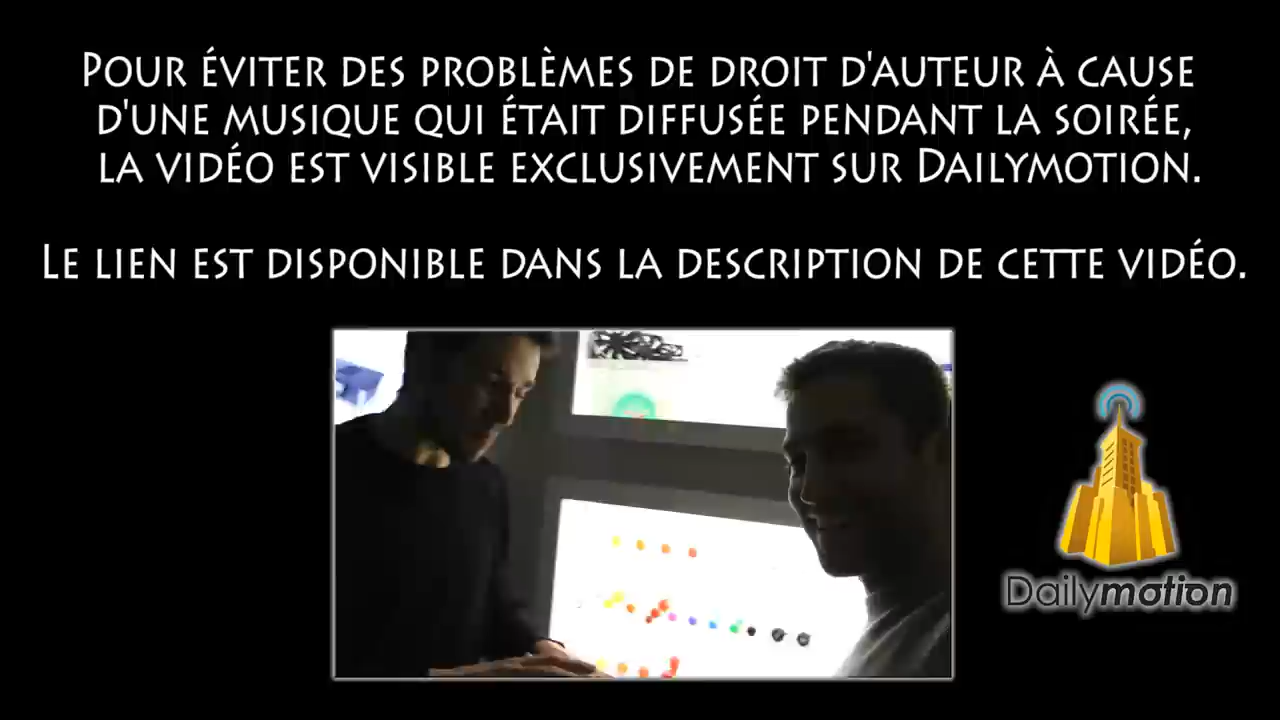 Pour éviter des problèmes de droit d'auteur à cause
d'une musique qui était diffusée pendant la soirée,
la vidéo est visible exclusivement sur Dailymotion.
Le lien est disponible dans la description de cette vidéo.
Dailymotion